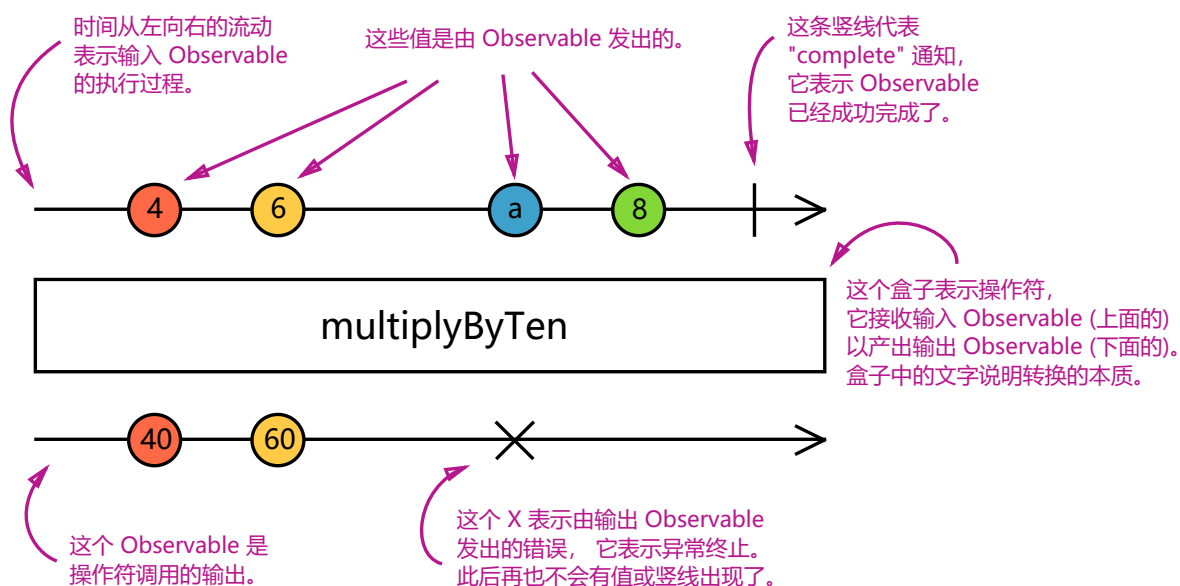 时间从左向右的流动
表示输入 Observable
的执行过程。
这些值是由 Observable 发出的。
这条竖线代表
"complete" 通知，
它表示 Observable
已经成功完成了。
4
6
a
8
multiplyByTen
这个盒子表示操作符，
它接收输入 Observable (上面的)
以产出输出 Observable (下面的)。
盒子中的文字说明转换的本质。
40
60
这个 Observable 是
操作符调用的输出。
这个 X 表示由输出 Observable
发出的错误， 它表示异常终止。
此后再也不会有值或竖线出现了。